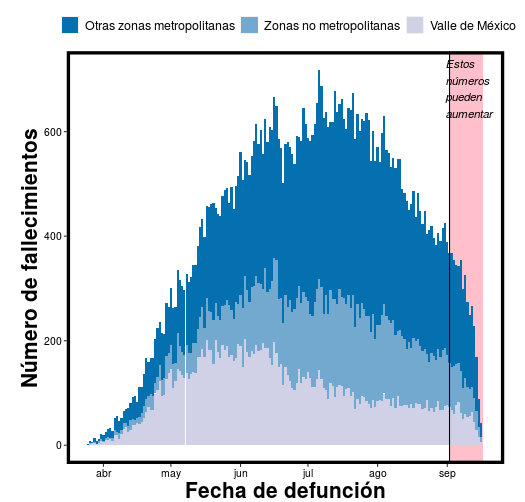 Otras zonas metropolitanas Zonas no metropolitanas Valle de México
Estos
números
pueden
aumentar
600
400
200
0
Número de fallecimientos
abr may jun jul ago sep
Fecha de defunción